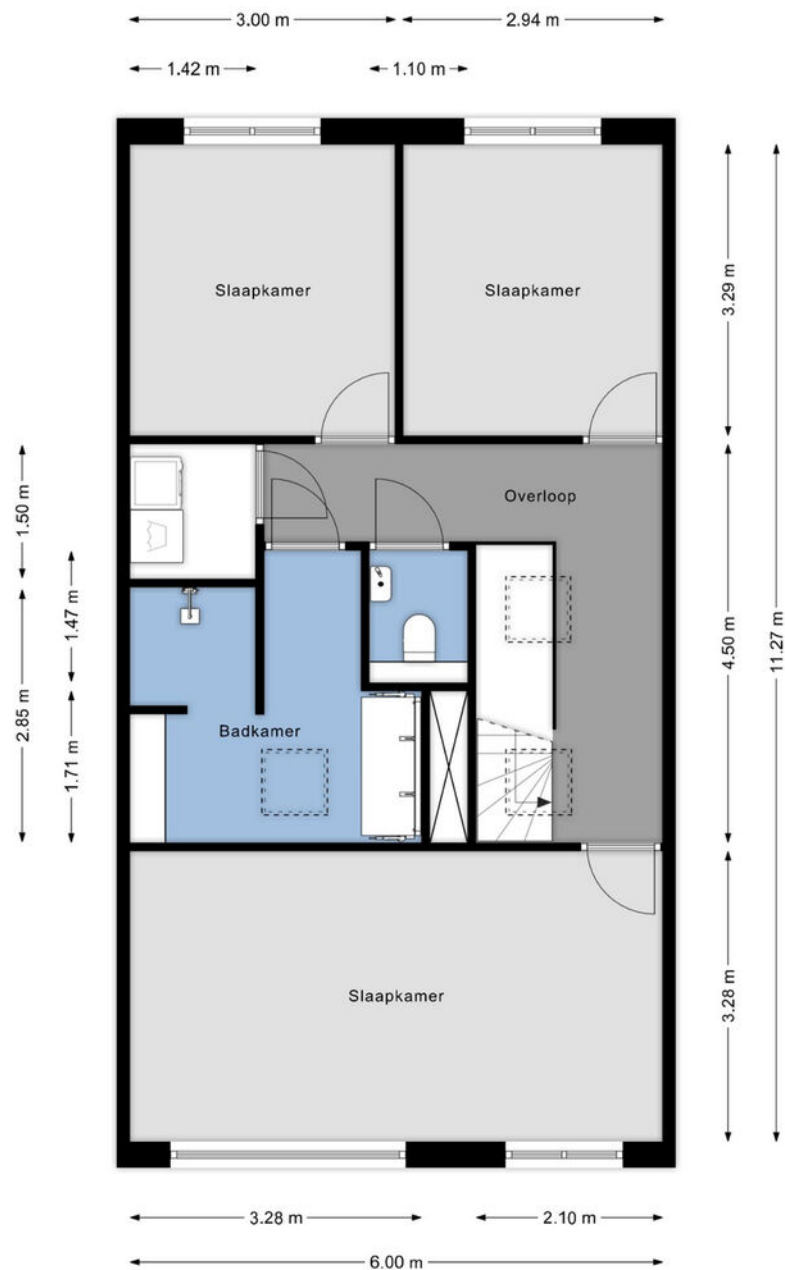 3.00 m
2.94 m
1.42 m
1.10 m
Slaapkamer
Slaapkamer
3.29 m
1.50 m
Overloop
1.47 m
4.50 m
11.27 m
2.85 m
1.71 m
Badkamer
Slaapkamer
3.28 m
3.28 m
2.10 m
6.00 m